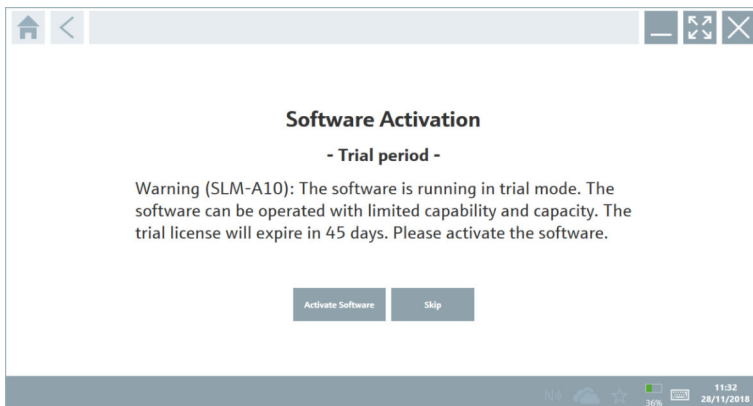 Software Activation
- Trial period -
Warning (SLM-A10): The software is running in trial mode. The
software can be operated with limited capability and capacity. The
trial license will expire in 45 days. Please activate the software.
Activate Software
Skip
36%
11:32
28/11/2018